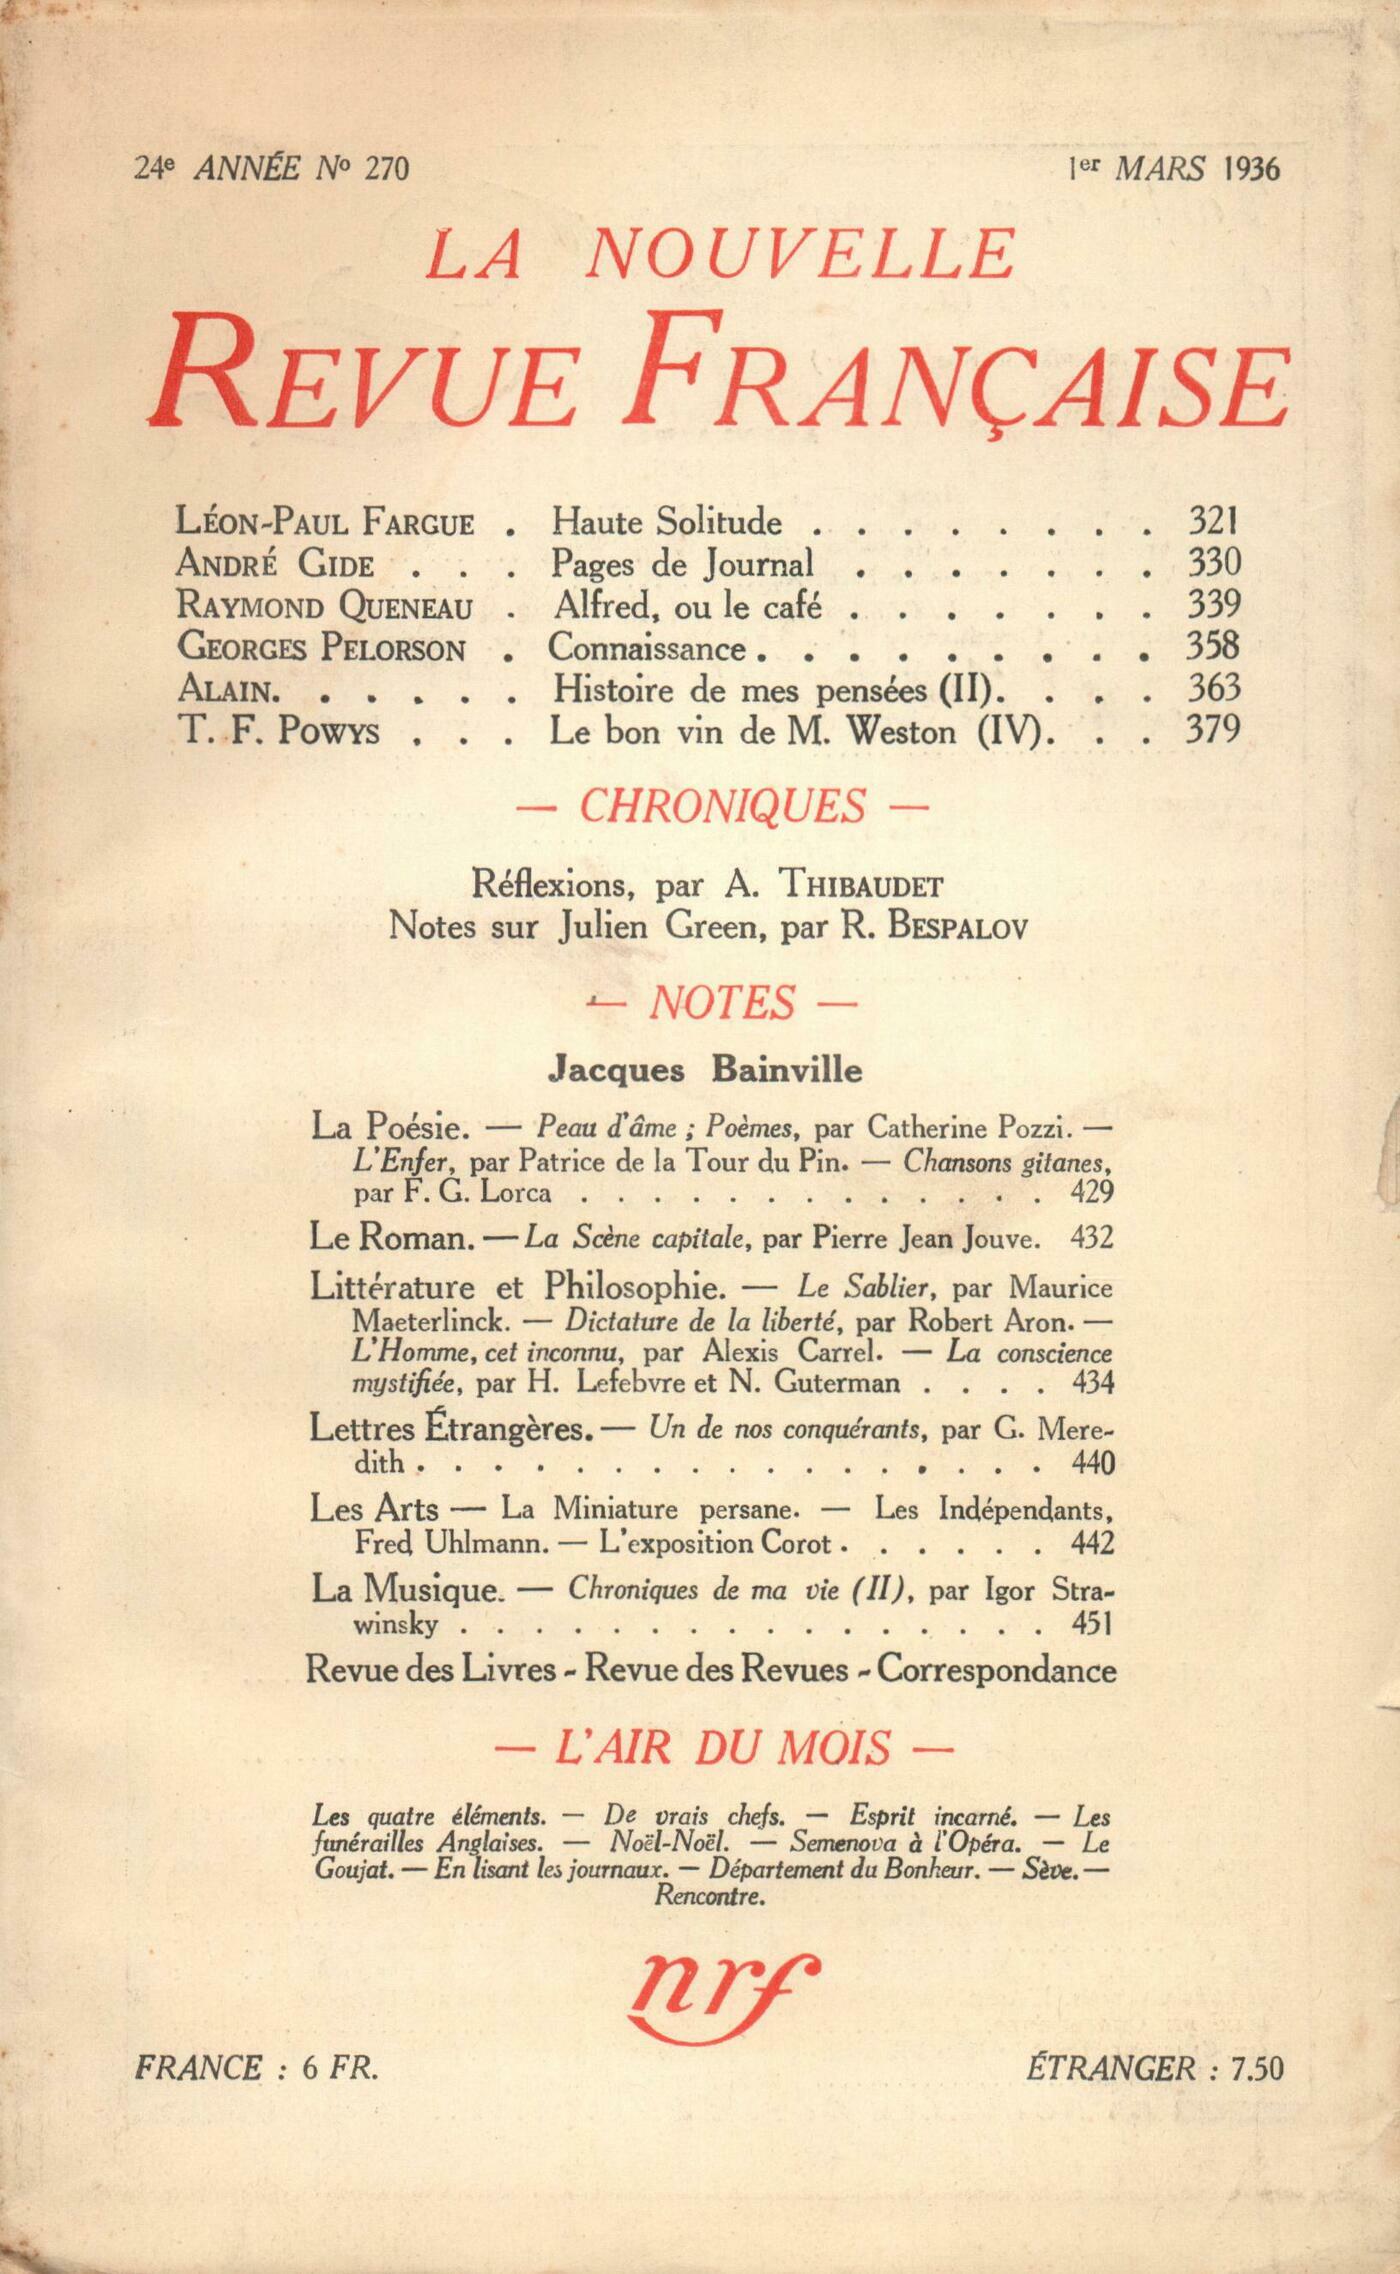 24e ANNÉE No 270
1er MARS 1936
LA NOUVELLE
REVUE FRANÇAISE
LÉON-PAUL FARGUE . Haute Solitude . . . . . . . . 321
ANDRÉ GIDE . . . Pages de Journal . . . . . . . 330
RAYMOND QUENEAU . Alfred, ou le café . . . . . . . 339
GEORGES PELORSON . Connaissance . . . . . . . . . 358
ALAIN. . . . . . Histoire de mes pensées (II). . . . 363
T. F. POWYS . . . Le bon vin de M. Weston (IV). . . 379
— CHRONIQUES —
Réflexions, par A. THIBAUDET
Notes sur Julien Green, par R. BESPALOV
— NOTES —
Jacques Bainville
La Poésie. — Peau d'âme ; Poèmes, par Catherine Pozzi. —
L'Enfer, par Patrice de la Tour du Pin. — Chansons gitanes,
par F. G. Lorca . . . . . . . . . . . . . 429
Le Roman. — La Scène capitale, par Pierre Jean Jouve. 432
Littérature et Philosophie. — Le Sablier, par Maurice
Maeterlinck. — Dictature de la liberté, par Robert Aron. —
L'Homme, cet inconnu, par Alexis Carrel. — La conscience
mystifiée, par H. Lefebvre et N. Guterman . . . . 434
Lettres Étrangères. — Un de nos conquérants, par G. Mere-
dith . . . . . . . . . . . . . . . . . 440
Les Arts — La Miniature persane. — Les Indépendants,
Fred Uhlmann. — L'exposition Corot . . . . . . 442
La Musique. — Chroniques de ma vie (II), par Igor Stra-
winsky . . . . . . . . . . . . . . . . 451
Revue des Livres - Revue des Revues - Correspondance
— L'AIR DU MOIS —
Les quatre éléments. — De vrais chefs. — Esprit incarné. — Les
funérailles Anglaises. — Noël-Noël. — Semenova à l'Opéra. — Le
Goujat. — En lisant les journaux. — Département du Bonheur. — Sève. —
Rencontre.
nrf
FRANCE : 6 FR.
ÉTRANGER : 7.50